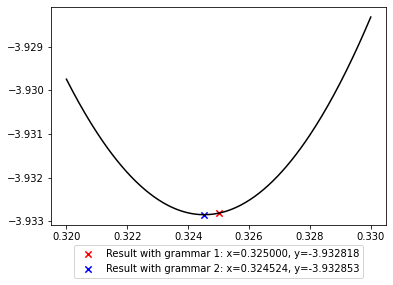 −3.929
−3.930
−3.931
−3.932
−3.933
0.320 0.322 0.324 0.326 0.328 0.330
Result with grammar 1: x=0.325000, y=-3.932818
Result with grammar 2: x=0.324524, y=-3.932853